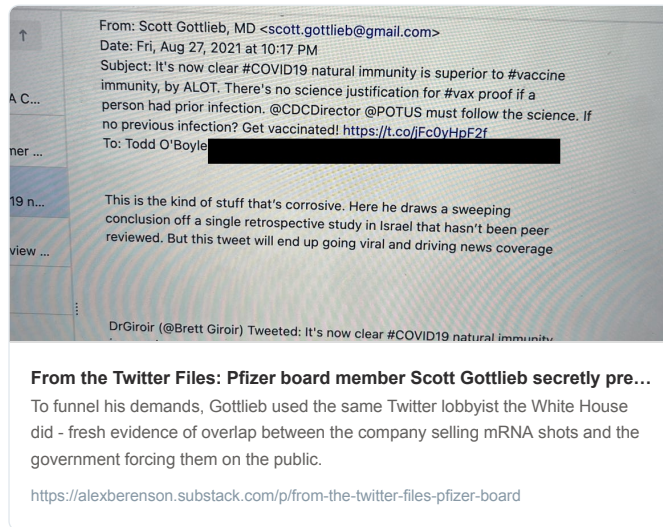 ↑
From: Scott Gottlieb, MD <scott.gottlieb@gmail.com>
Date: Fri, Aug 27, 2021 at 10:17 PM
Subject: It's now clear #COVID19 natural immunity is superior to #vaccine
immunity, by ALOT. There's no science justification for #vax proof if a
person had prior infection. @CDCDirector @POTUS must follow the science. If
no previous infection? Get vaccinated! https://t.co/jFc0yHpF2f
To: Todd O'Boyle
A C...
ner ...
19 n...
view ...
This is the kind of stuff that's corrosive. Here he draws a sweeping
conclusion off a single retrospective study in Israel that hasn't been peer
reviewed. But this tweet will end up going viral and driving news coverage
DrGiroir (@Brett Giroir) Tweeted: It's now clear #COVID19 natural immunity
From the Twitter Files: Pfizer board member Scott Gottlieb secretly pre...
To funnel his demands, Gottlieb used the same Twitter lobbyist the White House
did - fresh evidence of overlap between the company selling mRNA shots and the
government forcing them on the public.
https://alexberenson.substack.com/p/from-the-twitter-files-pfizer-board